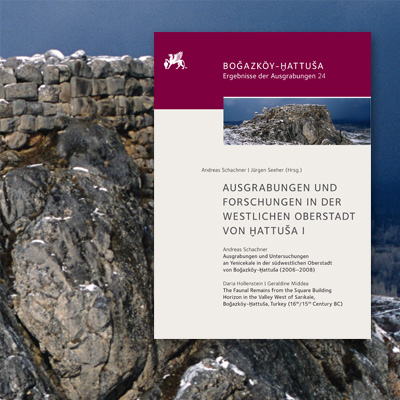 BOĞAZKÖY–ḪATTUŠA
Ergebnisse der Ausgrabungen 24
Andreas Schachner | Jürgen Seeher (Hrsg.)
AUSGRABUNGEN UND
FORSCHUNGEN IN DER
WESTLICHEN OBERSTADT
VON ḪATTUŠA I
Andreas Schachner
Ausgrabungen und Untersuchungen
an Yenicekale in der südwestlichen Oberstadt
von Boğazköy-Ḫattuša (2006–2008)
Daria Hollenstein | Geraldine Middea
The Faunal Remains from the Square Building
Horizon in the Valley West of Sarıkale,
Boğazköy-Ḫattuša, Turkey (16th/15th Century BC)